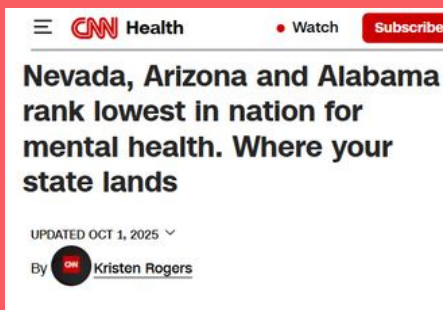 CNN Health Watch Subscribe
Nevada, Arizona and Alabama
rank lowest in nation for
mental health. Where your
state lands
UPDATED OCT 1, 2025
By CNN Kristen Rogers